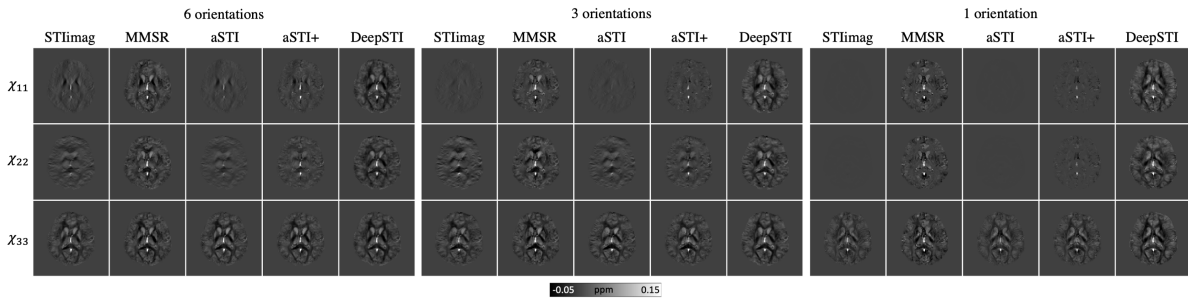 6 orientations 3 orientations 1 orientation
STIimag MMSR aSTI aSTI+ DeepSTI STIimag MMSR aSTI aSTI+ DeepSTI STIimag MMSR aSTI aSTI+ DeepSTI
χ11
χ22
χ33
-0.05 ppm 0.15